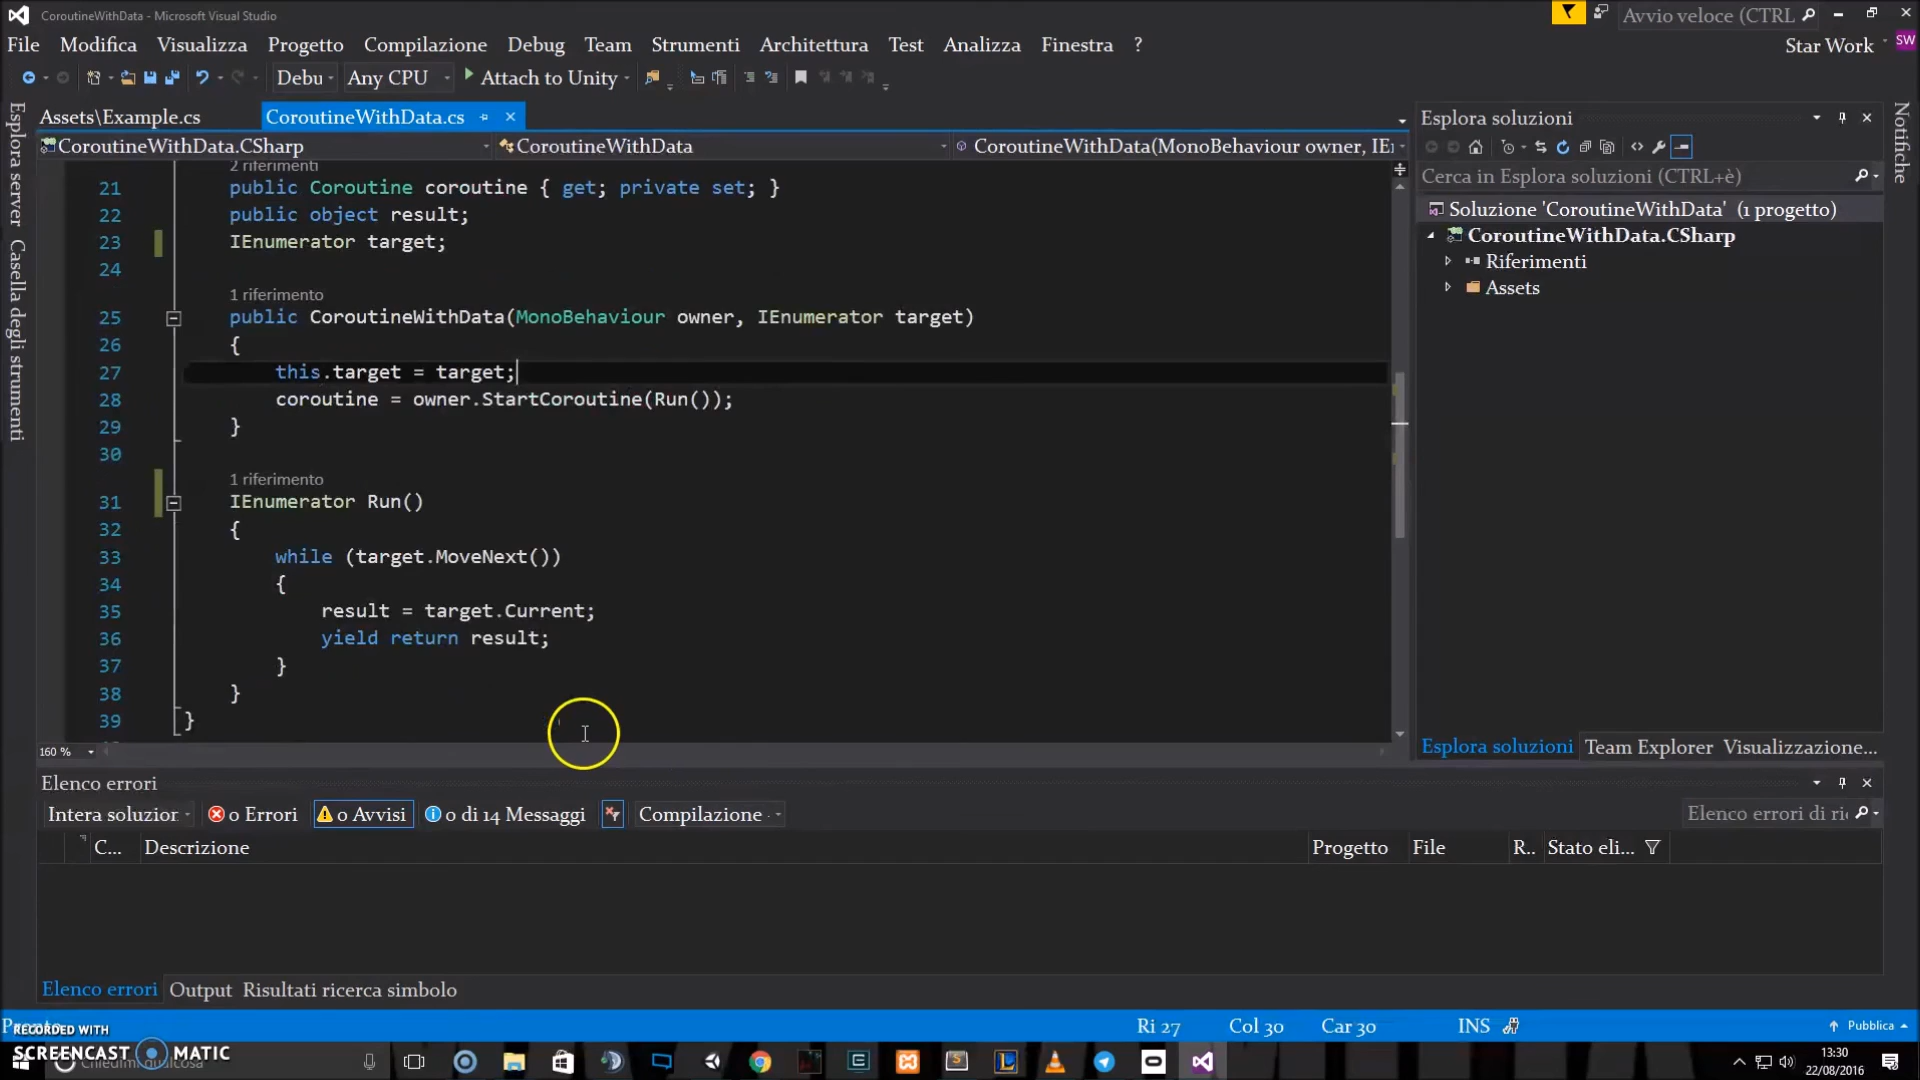 CoroutineWithData - Microsoft Visual Studio
Avvio veloce (CTRL
File Modifica Visualizza Progetto Compilazione Debug Team Strumenti Architettura Test Analizza Finestra ?
Star Work SW
Debu Any CPU Attach to Unity
Assets\Example.cs CoroutineWithData.cs
CoroutineWithData.CSharp CoroutineWithData CoroutineWithData(MonoBehaviour owner, IE
Esplora server
Casella degli strumenti
2 riferimenti
21 public Coroutine coroutine { get; private set; }
22 public object result;
23 IEnumerator target;
24
1 riferimento
25 public CoroutineWithData(MonoBehaviour owner, IEnumerator target)
26 {
27 this.target = target;
28 coroutine = owner.StartCoroutine(Run());
29 }
30
1 riferimento
31 IEnumerator Run()
32 {
33 while (target.MoveNext())
34 {
35 result = target.Current;
36 yield return result;
37 }
38 }
39 }
160 %
Esplora soluzioni
Cerca in Esplora soluzioni (CTRL+è)
Soluzione 'CoroutineWithData' (1 progetto)
CoroutineWithData.CSharp
Riferimenti
Assets
Esplora soluzioni Team Explorer Visualizzazione...
Notifiche
Elenco errori
Intera soluzior 0 Errori 0 Avvisi 0 di 14 Messaggi Compilazione Elenco errori di ri
C... Descrizione Progetto File R.. Stato eli...
Elenco errori Output Risultati ricerca simbolo
Ri 27 Col 30 Car 30 INS Pubblica
RECORDED WITH
SCREENCAST MATIC
13:30
22/08/2016